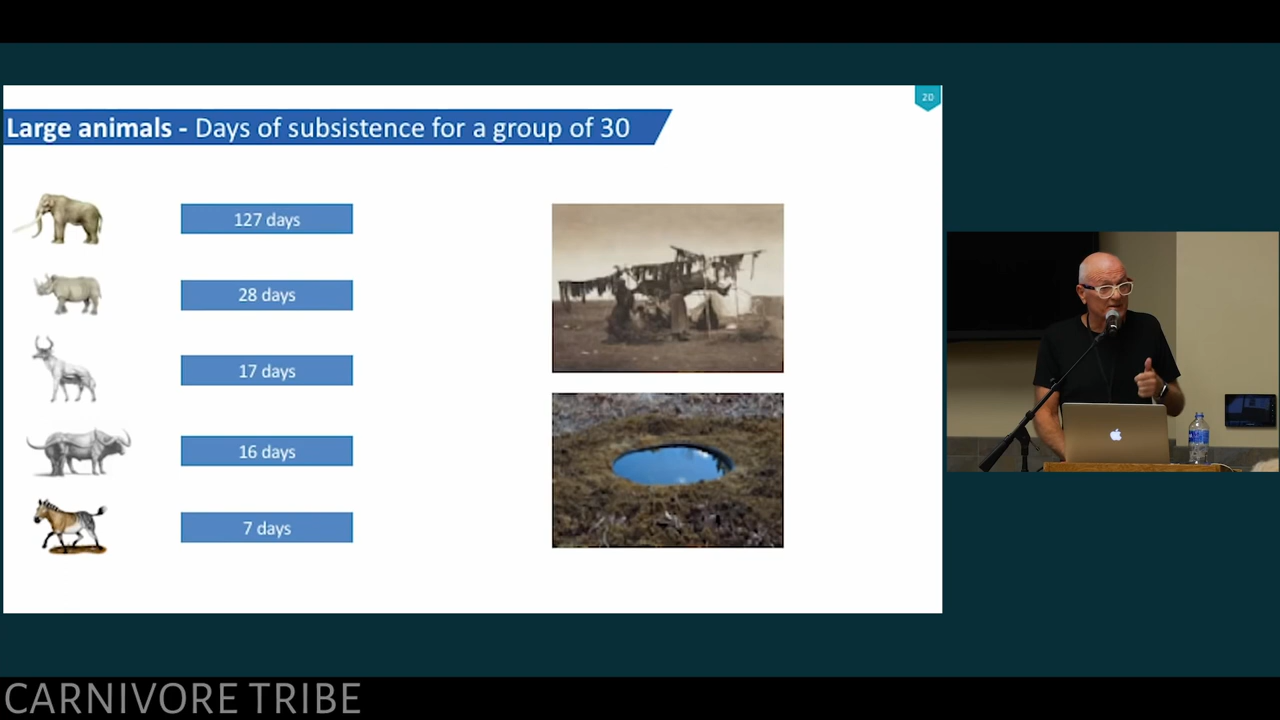 20
Large animals - Days of subsistence for a group of 30
127 days
28 days
17 days
16 days
7 days
CARNIVORE TRIBE